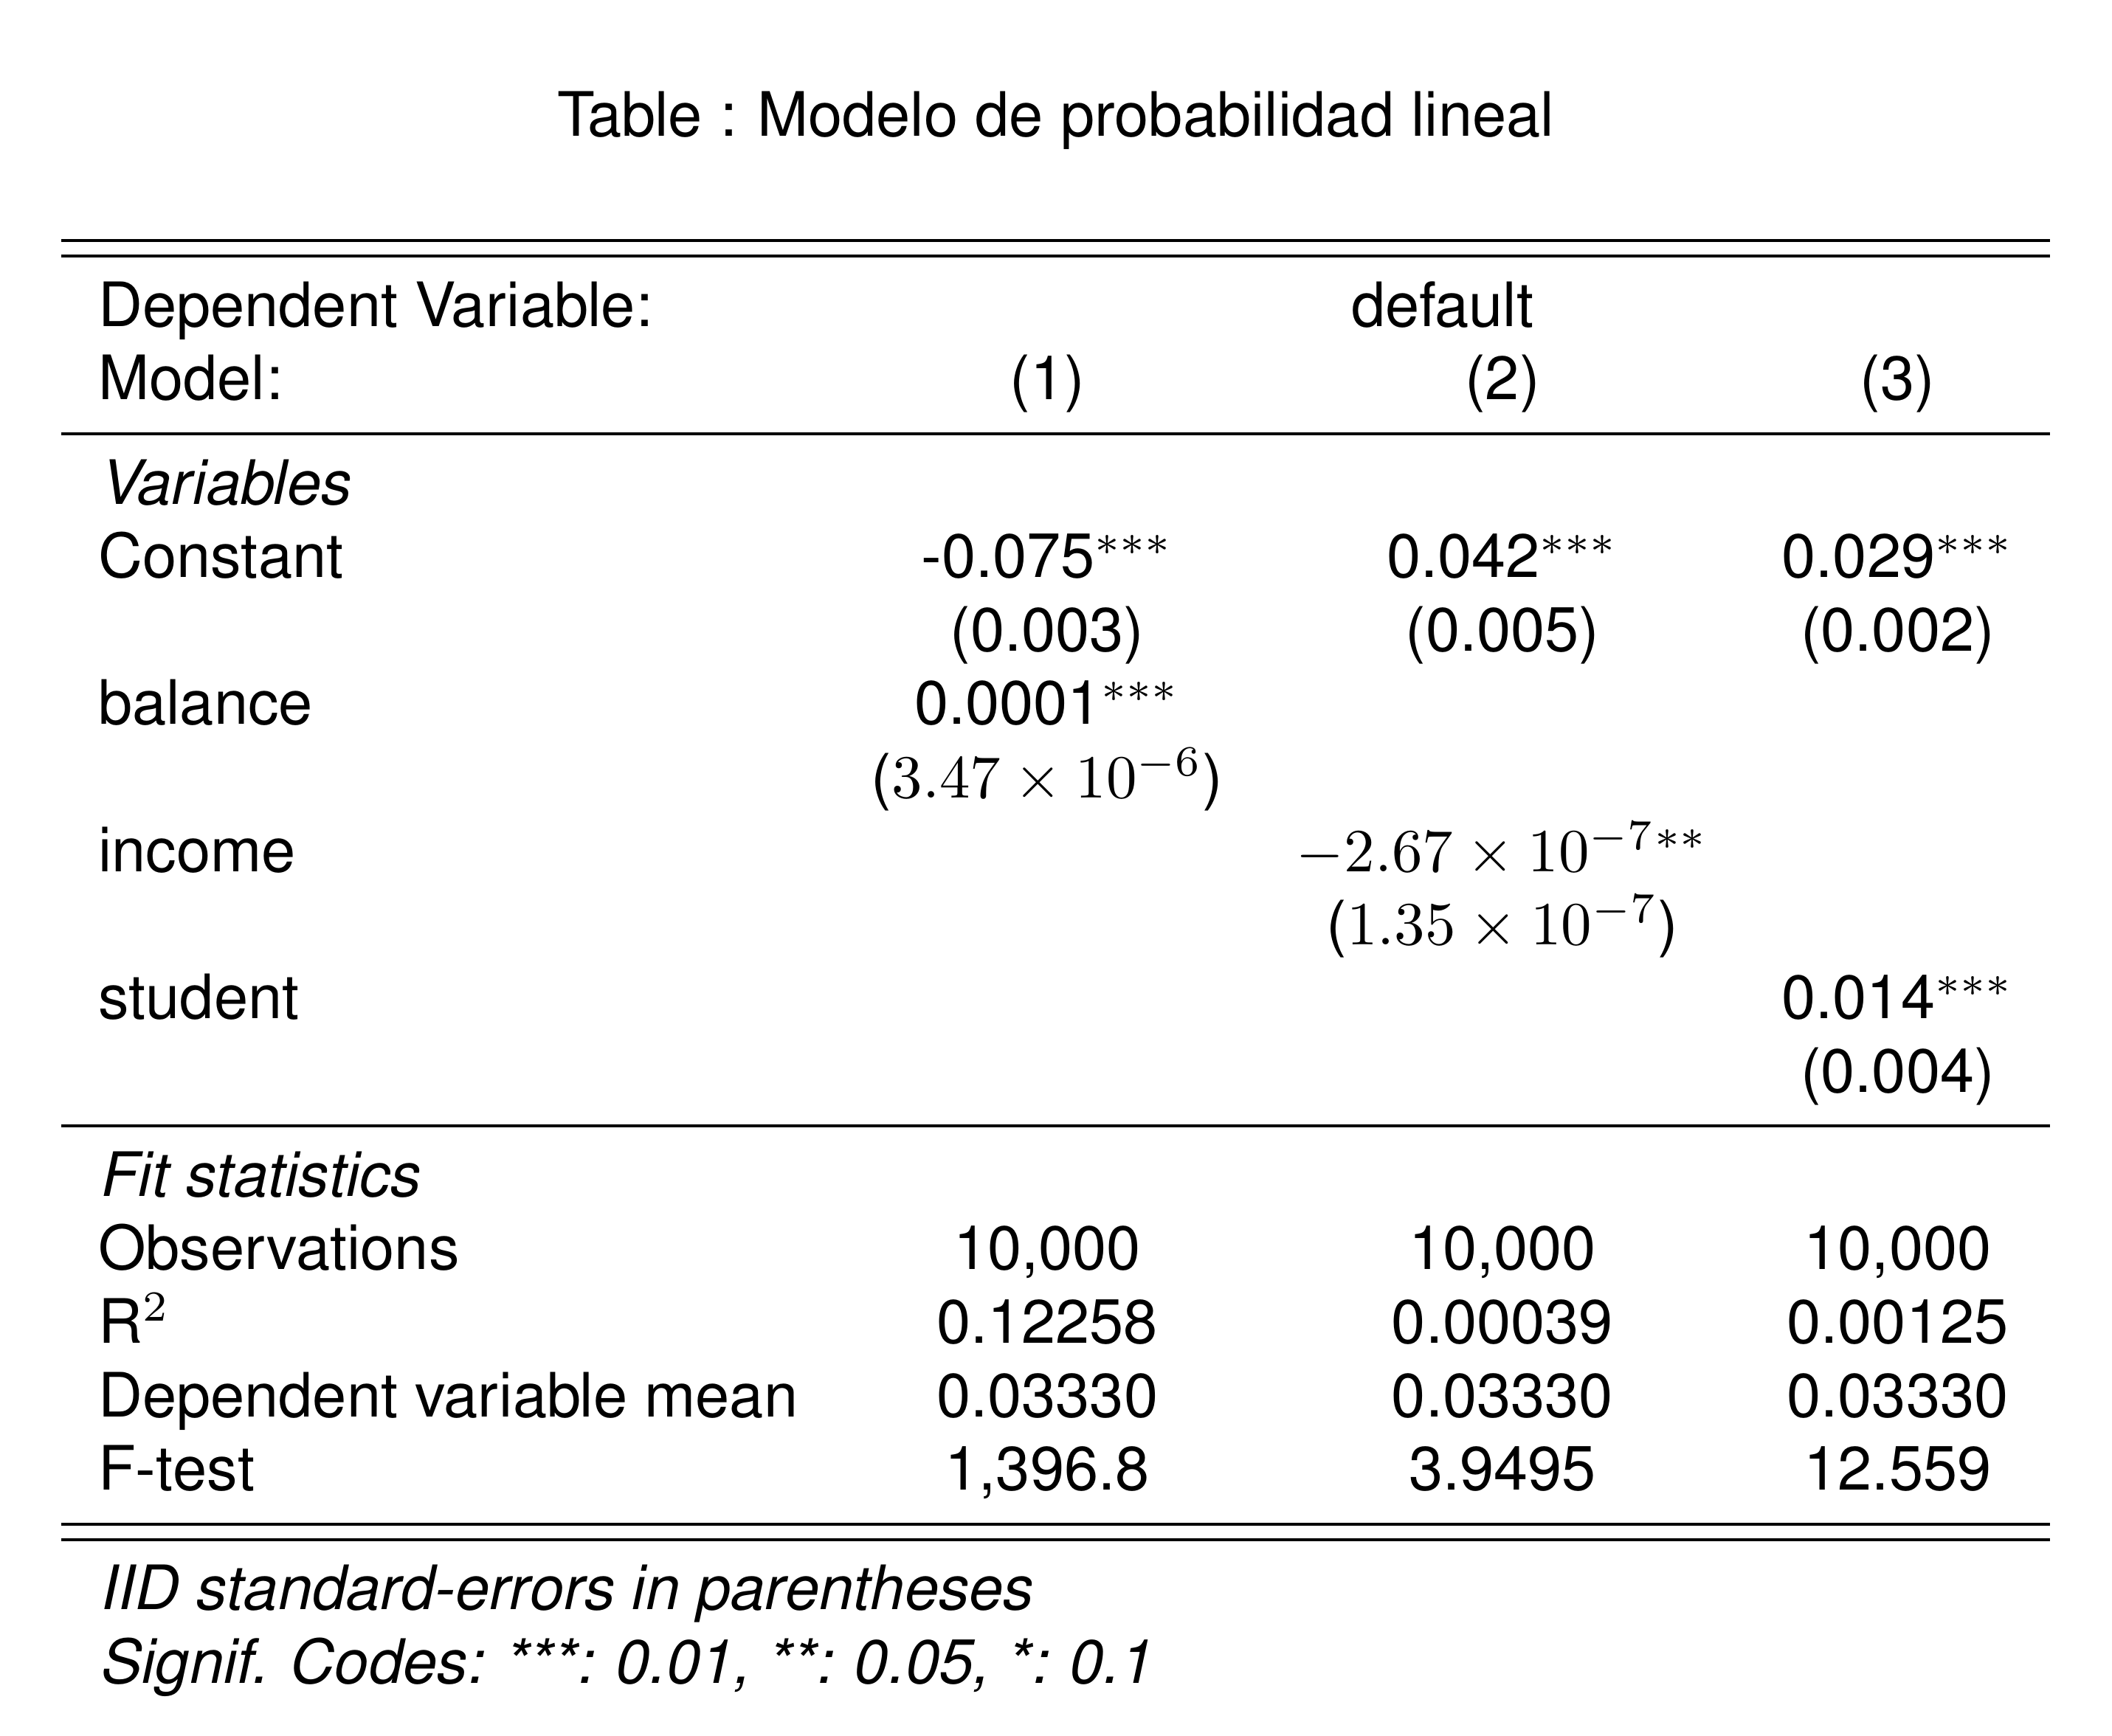 Table : Modelo de probabilidad lineal
Dependent Variable: default
Model: (1) (2) (3)
Variables
Constant -0.075*** 0.042*** 0.029***
(0.003) (0.005) (0.002)
balance 0.0001***
(3.47 × 10⁻⁶)
income −2.67 × 10⁻⁷**
(1.35 × 10⁻⁷)
student 0.014***
(0.004)
Fit statistics
Observations 10,000 10,000 10,000
R² 0.12258 0.00039 0.00125
Dependent variable mean 0.03330 0.03330 0.03330
F-test 1,396.8 3.9495 12.559
IID standard-errors in parentheses
Signif. Codes: ***: 0.01, **: 0.05, *: 0.1